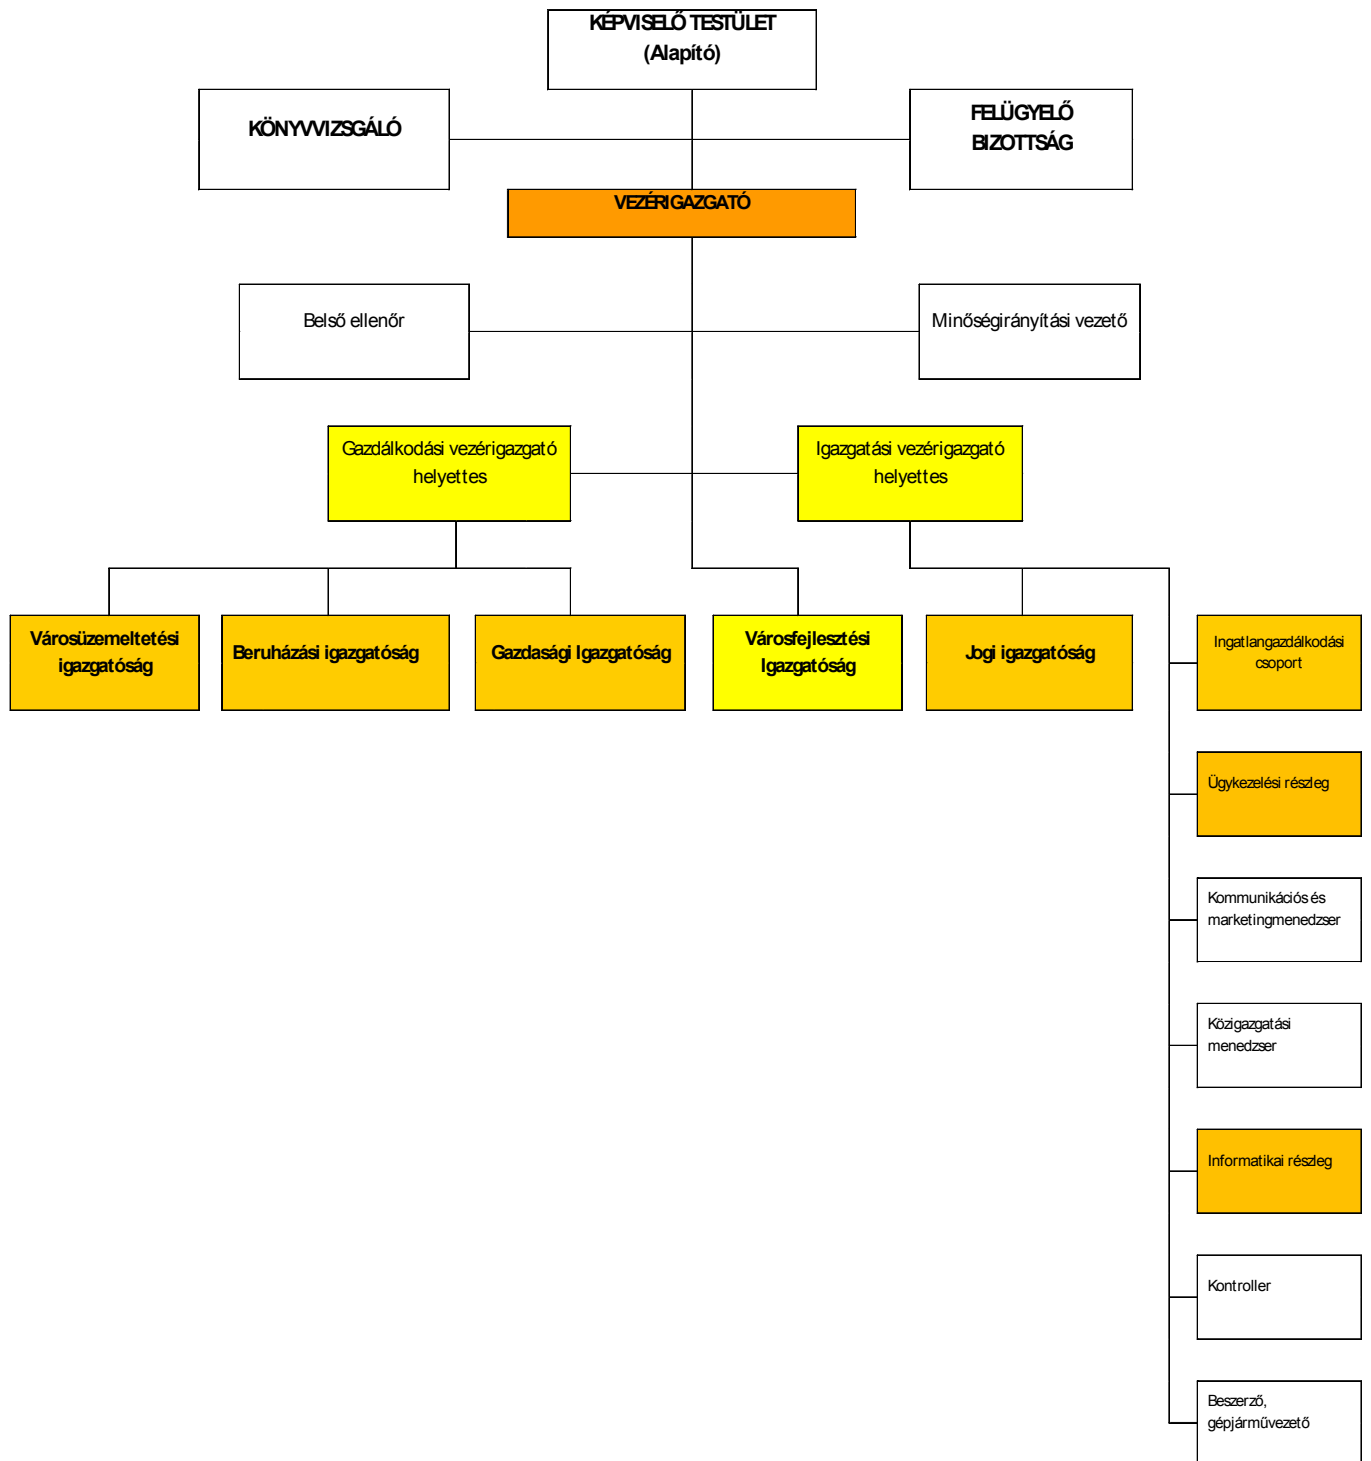 KÉPVISELŐ TESTÜLET
(Alapító)
KÖNYVVIZSGÁLÓ
FELÜGYELŐ
BIZOTTSÁG
VEZÉRIGAZGATÓ
Belső ellenőr
Minőségirányítási vezető
Gazdálkodási vezérigazgató
helyettes
Igazgatási vezérigazgató
helyettes
Városüzemeltetési
igazgatóság
Beruházási igazgatóság
Gazdasági Igazgatóság
Városfejlesztési
Igazgatóság
Jogi igazgatóság
Ingatlangazdálkodási
csoport
Ügykezelési részleg
Kommunikációs és
marketingmenedzser
Közigazgatási
menedzser
Informatikai részleg
Kontroller
Beszerző,
gépjárművezető